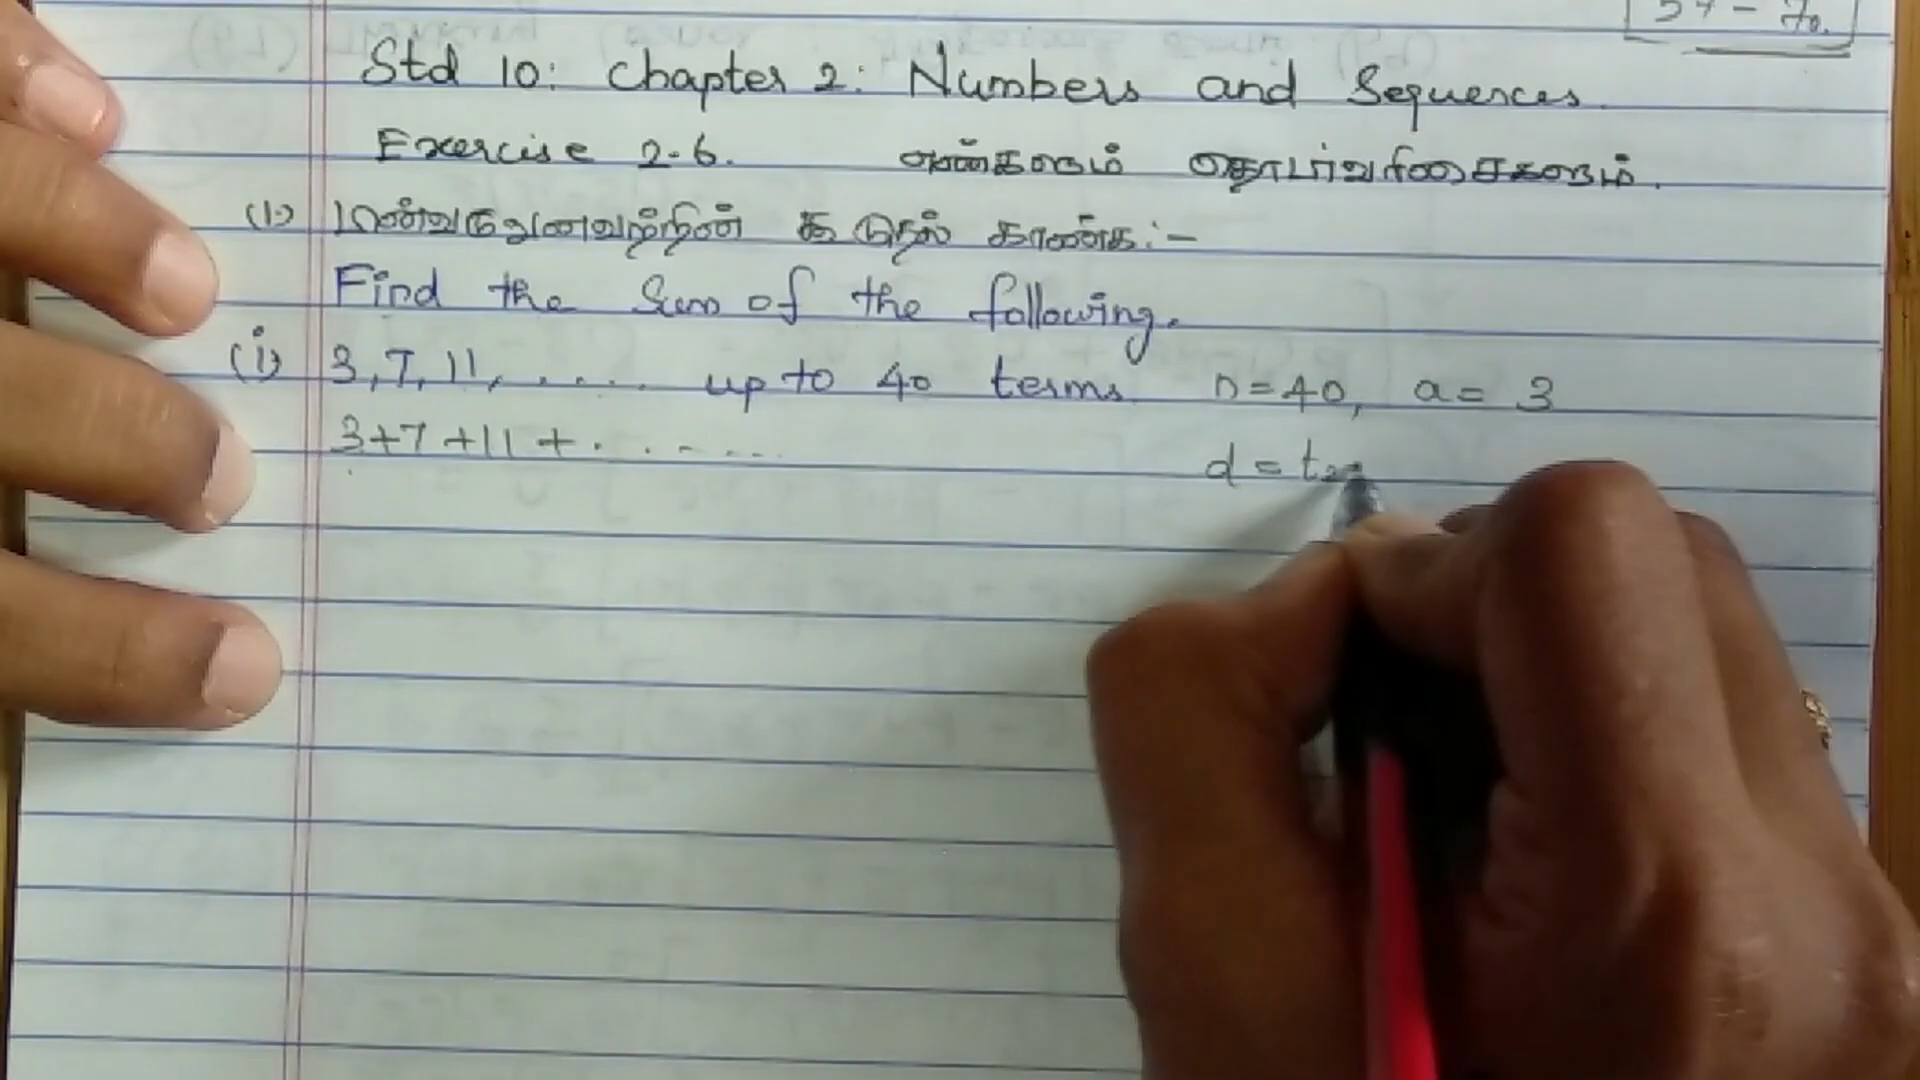 Std 10: Chapter 2: Numbers and Sequences.
Exercise 2.6. எண்களும் தொடர்வரிசைகளும்.
(1.) பின்வருவனவற்றின் கூடுதல் காண்க:-
Find the Sum of the following.
(i) 3, 7, 11, ..... up to 40 terms n=40, a= 3
3+7+11+.......
d = t2